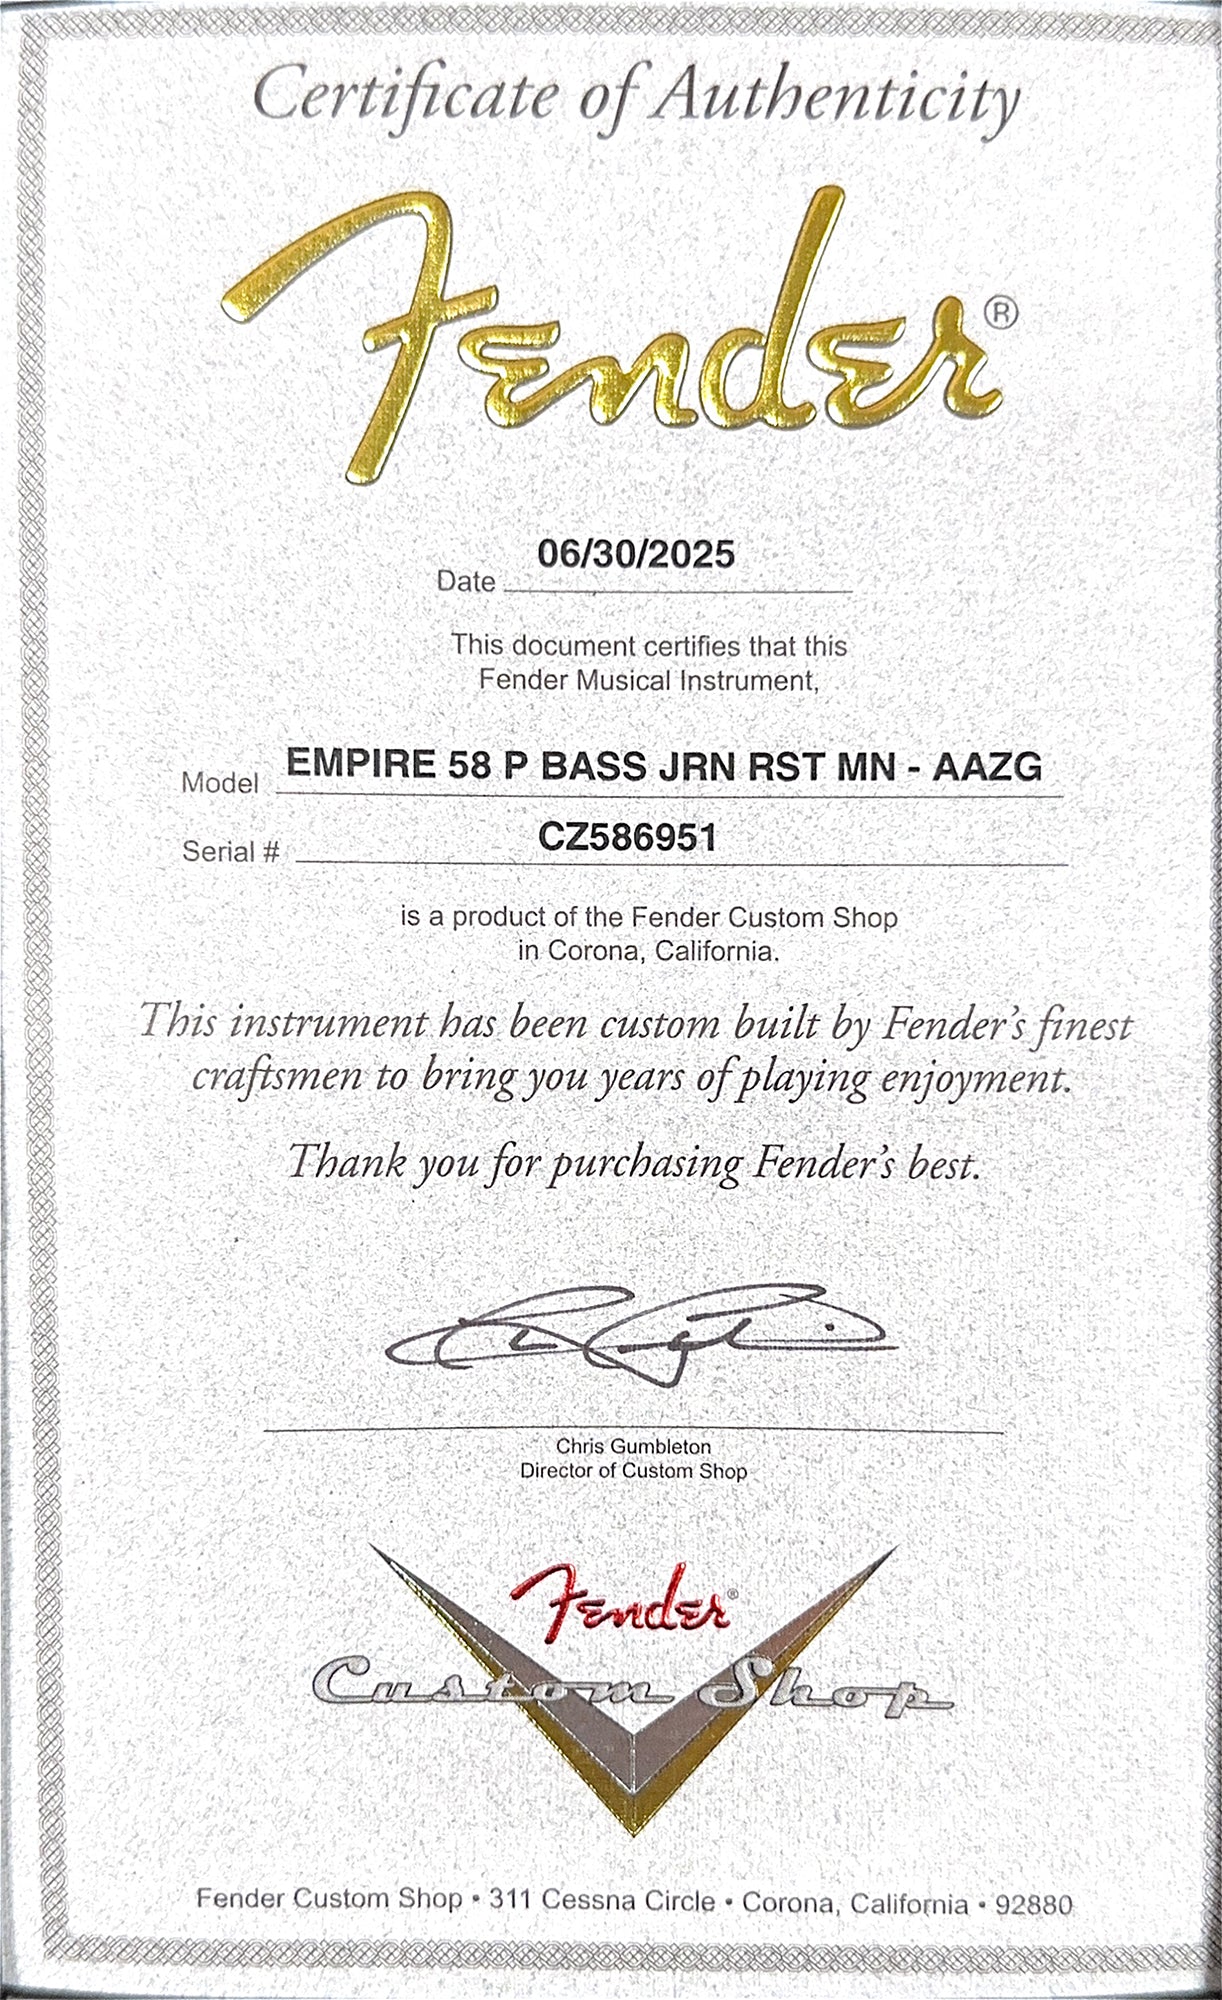 Certificate of Authenticity
Fender®
06/30/2025
Date
This document certifies that this
Fender Musical Instrument,
Model EMPIRE 58 P BASS JRN RST MN - AAZG
Serial # CZ586951
is a product of the Fender Custom Shop
in Corona, California.
This instrument has been custom built by Fender's finest
craftsmen to bring you years of playing enjoyment.
Thank you for purchasing Fender's best.
Chris Gumbleton
Director of Custom Shop
Fender®
Custom Shop
Fender Custom Shop • 311 Cessna Circle • Corona, California • 92880